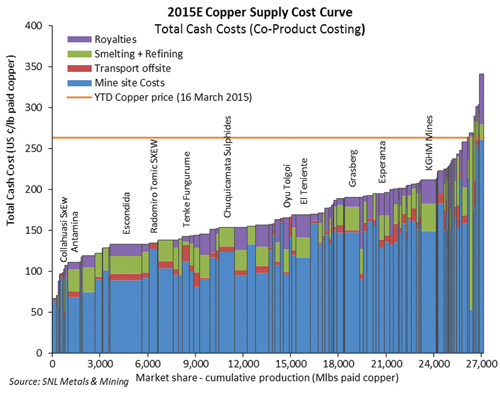 2015E Copper Supply Cost Curve
Total Cash Costs (Co-Product Costing)
Total Cash Cost (US ¢/lb paid copper)
400
350
300
250
200
150
100
50
0
Royalties
Smelting + Refining
Transport offsite
Mine site Costs
YTD Copper price (16 March 2015)
Collahuasi SxEw
Antamina
Escondida
Radomiro Tomic SXEW
Tenke Fungurume
Chuquicamata Sulphides
Oyu Tolgoi
El Teniente
Grasberg
Esperanza
KGHM Mines
0 3,000 6,000 9,000 12,000 15,000 18,000 21,000 24,000 27,000
Market share - cumulative production (Mlbs paid copper)
Source: SNL Metals & Mining